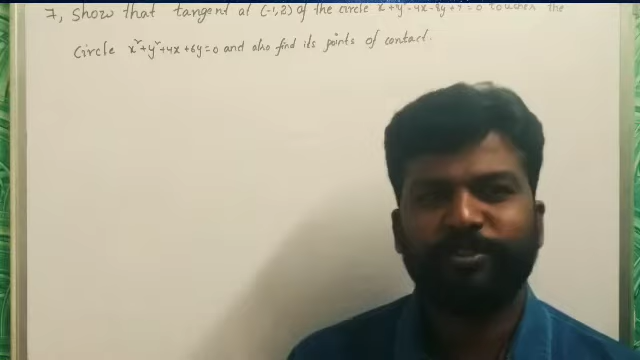 7, Show that tangent at (-1,2) of the circle x²+y²-4x-8y+7=0 touches the
circle x²+y²+4x+6y=0 and also find its points of contact.